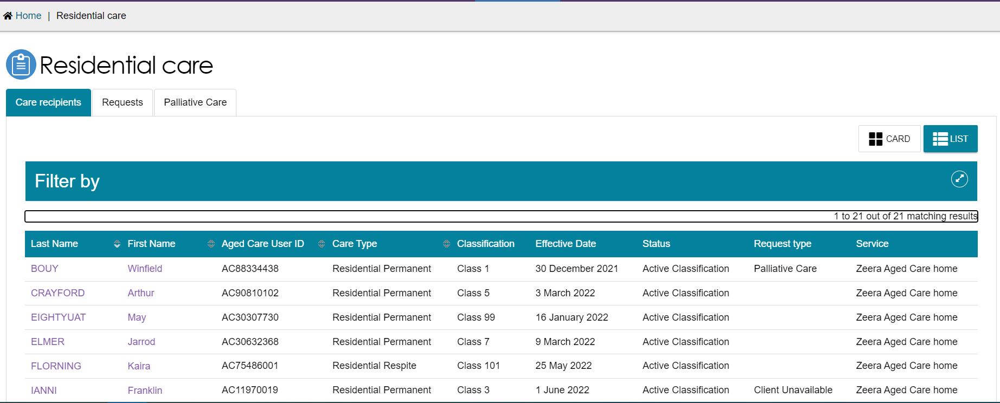 Home | Residential care
Residential care
Care recipients Requests Palliative Care
CARD LIST
Filter by
1 to 21 out of 21 matching results
Last Name First Name Aged Care User ID Care Type Classification Effective Date Status Request type Service
BOUY Winfield AC88334438 Residential Permanent Class 1 30 December 2021 Active Classification Palliative Care Zeera Aged Care home
CRAYFORD Arthur AC90810102 Residential Permanent Class 5 3 March 2022 Active Classification Zeera Aged Care home
EIGHTYUAT May AC30307730 Residential Permanent Class 99 16 January 2022 Active Classification Zeera Aged Care home
ELMER Jarrod AC30632368 Residential Permanent Class 7 9 March 2022 Active Classification Zeera Aged Care home
FLORNING Kaira AC75486001 Residential Respite Class 101 25 May 2022 Active Classification Zeera Aged Care home
IANNI Franklin AC11970019 Residential Permanent Class 3 1 June 2022 Active Classification Client Unavailable Zeera Aged Care home